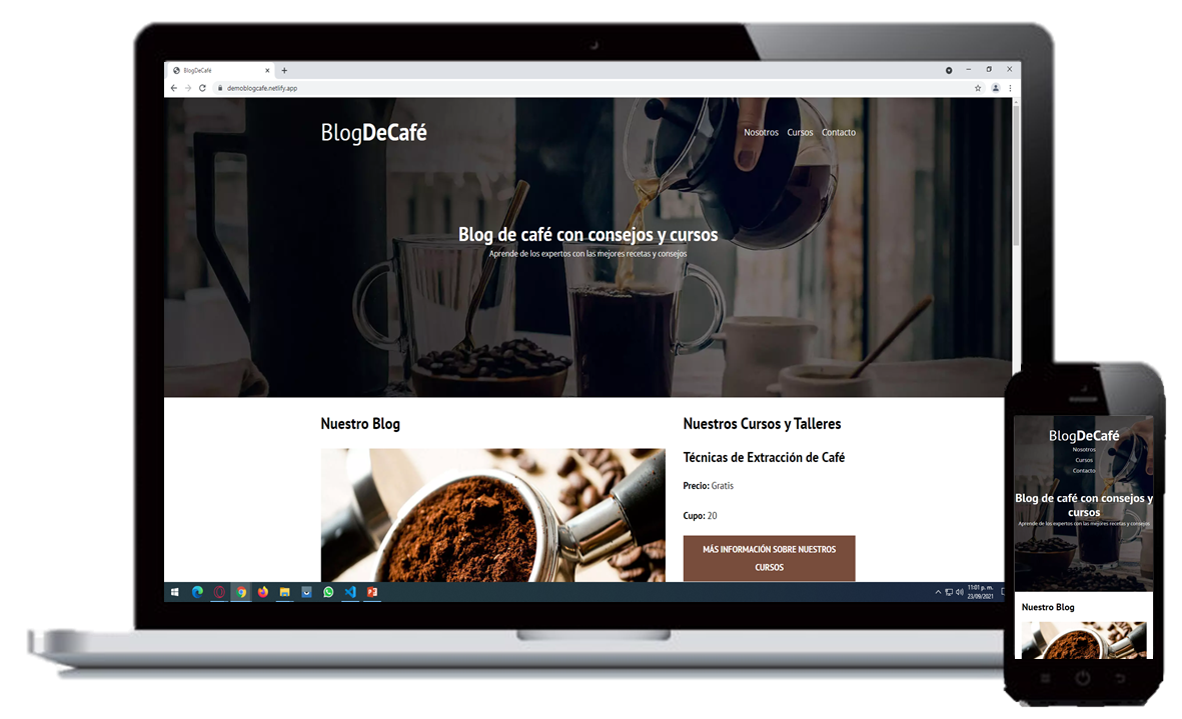 BlogDeCafé
demoblogcafe.netlify.app
BlogDeCafé
Nosotros Cursos Contacto
Blog de café con consejos y cursos
Aprende de los expertos con las mejores recetas y consejos
Nuestro Blog
Nuestros Cursos y Talleres
Técnicas de Extracción de Café
Precio: Gratis
Cupo: 20
MÁS INFORMACIÓN SOBRE NUESTROS
CURSOS
11:01 p. m.
23/09/2021
BlogDeCafé
Nosotros
Cursos
Contacto
Blog de café con consejos y
cursos
Aprende de los expertos con las mejores recetas y consejos
Nuestro Blog